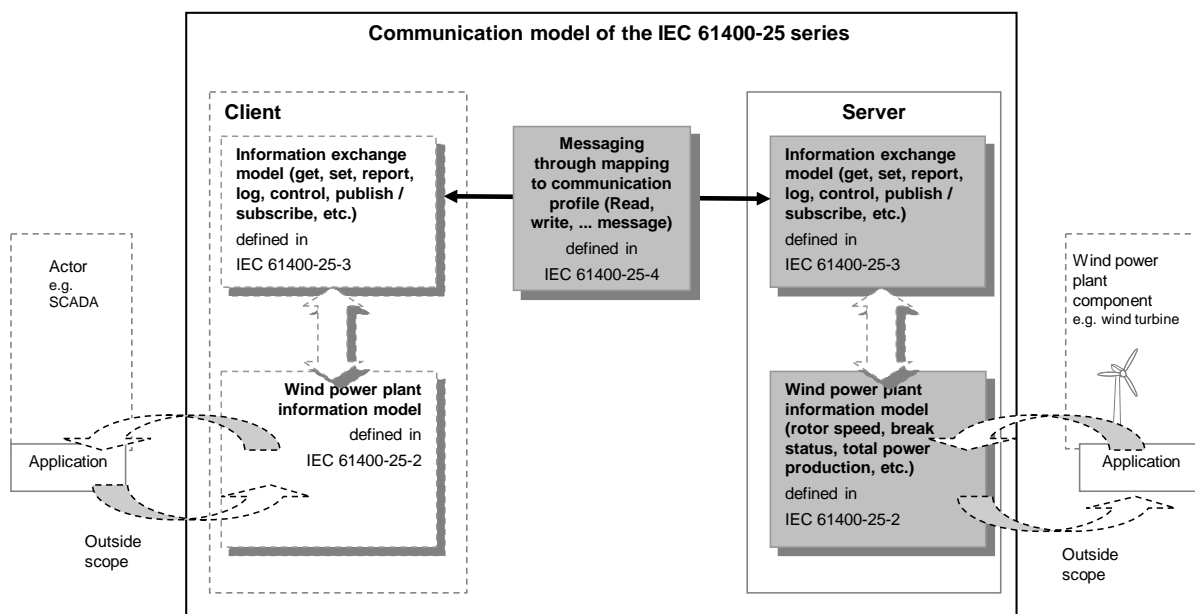 Communication model of the IEC 61400-25 series
Client
Information exchange
model (get, set, report,
log, control, publish /
subscribe, etc.)
defined in
IEC 61400-25-3
Messaging
through mapping
to communication
profile (Read,
write, ... message)
defined in
IEC 61400-25-4
Server
Information exchange
model (get, set, report,
log, control, publish /
subscribe, etc.)
defined in
IEC 61400-25-3
Actor
e.g.
SCADA
Wind power
plant
component
e.g. wind turbine
Wind power plant
information model
defined in
IEC 61400-25-2
Wind power plant
information model
(rotor speed, break
status, total power
production, etc.)
defined in
IEC 61400-25-2
Application
Application
Outside
scope
Outside
scope